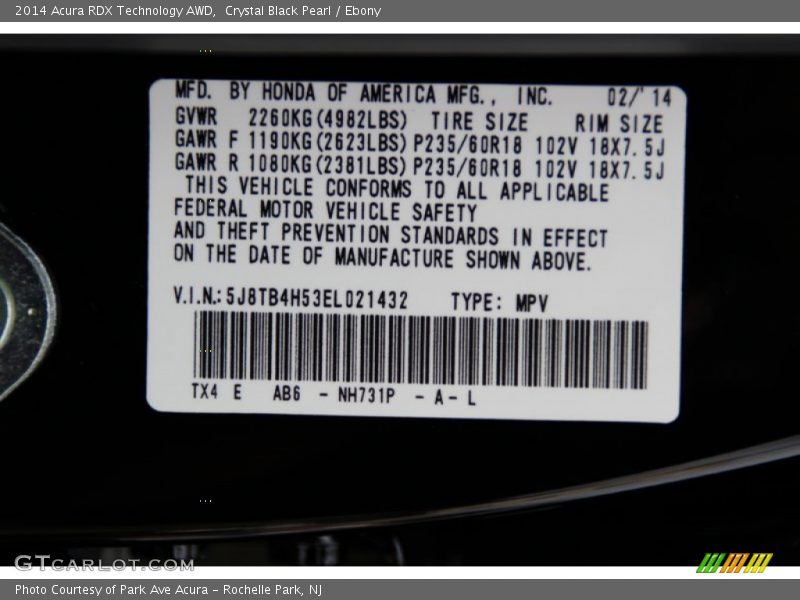 2014 Acura RDX Technology AWD,  Crystal Black Pearl / Ebony
MFD. BY HONDA OF AMERICA MFG., INC. 02/'14
GVWR 2260KG(4982LBS) TIRE SIZE RIM SIZE
GAWR F 1190KG(2623LBS) P235/60R18 102V 18X7.5J
GAWR R 1080KG(2381LBS) P235/60R18 102V 18X7.5J
THIS VEHICLE CONFORMS TO ALL APPLICABLE
FEDERAL MOTOR VEHICLE SAFETY
AND THEFT PREVENTION STANDARDS IN EFFECT
ON THE DATE OF MANUFACTURE SHOWN ABOVE.
V.I.N.: 5J8TB4H53EL021432 TYPE: MPV
TX4 E AB6 - NH731P - A - L
GTCARLOT.COM
Photo Courtesy of Park Ave Acura - Rochelle Park, NJ